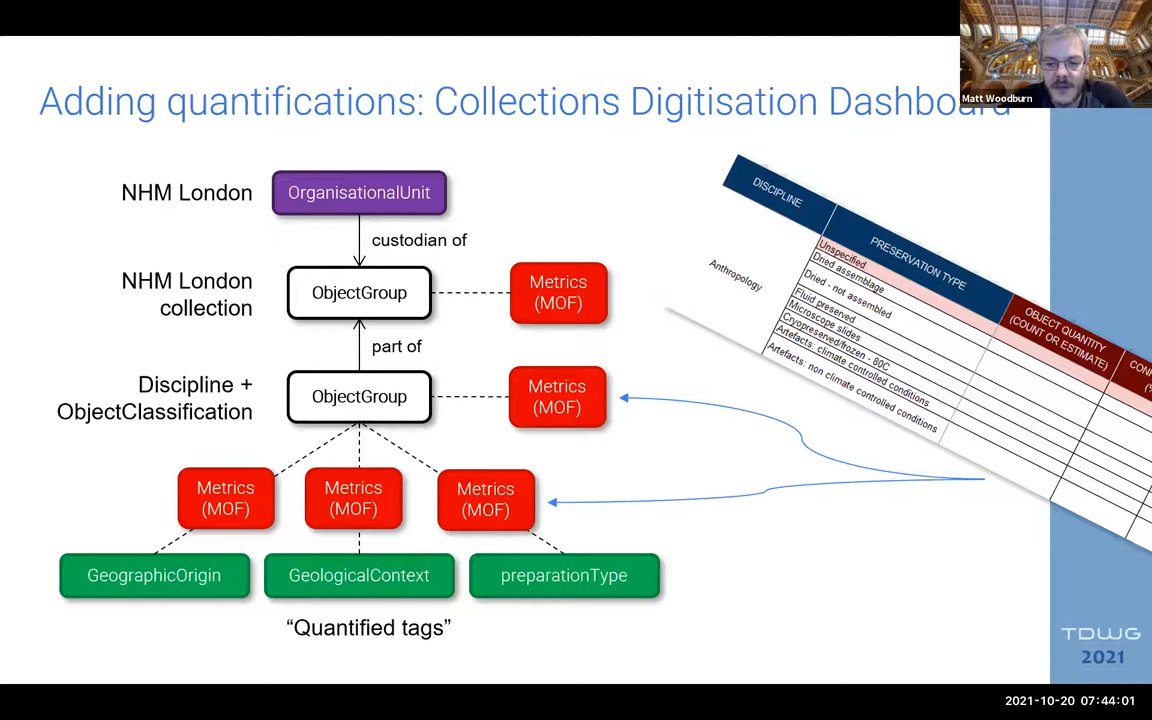 Adding quantifications: Collections Digitisation Dashboard
Matt Woodburn
NHM London
OrganisationalUnit
custodian of
NHM London
collection
ObjectGroup
Metrics
(MOF)
part of
Discipline +
ObjectClassification
ObjectGroup
Metrics
(MOF)
Metrics
(MOF)
Metrics
(MOF)
Metrics
(MOF)
GeographicOrigin
GeologicalContext
preparationType
“Quantified tags”
DISCIPLINE
PRESERVATION TYPE
OBJECT QUANTITY
(COUNT OR ESTIMATE)
Anthropology
Unspecified
Dried assemblage
Dried - not assembled
Fluid preserved
Microscope slides
Cryopreserved/frozen - 80C
Artefacts: climate controlled conditions
Artefacts: non climate controlled conditions
TDWG
2021
2021-10-20 07:44:01